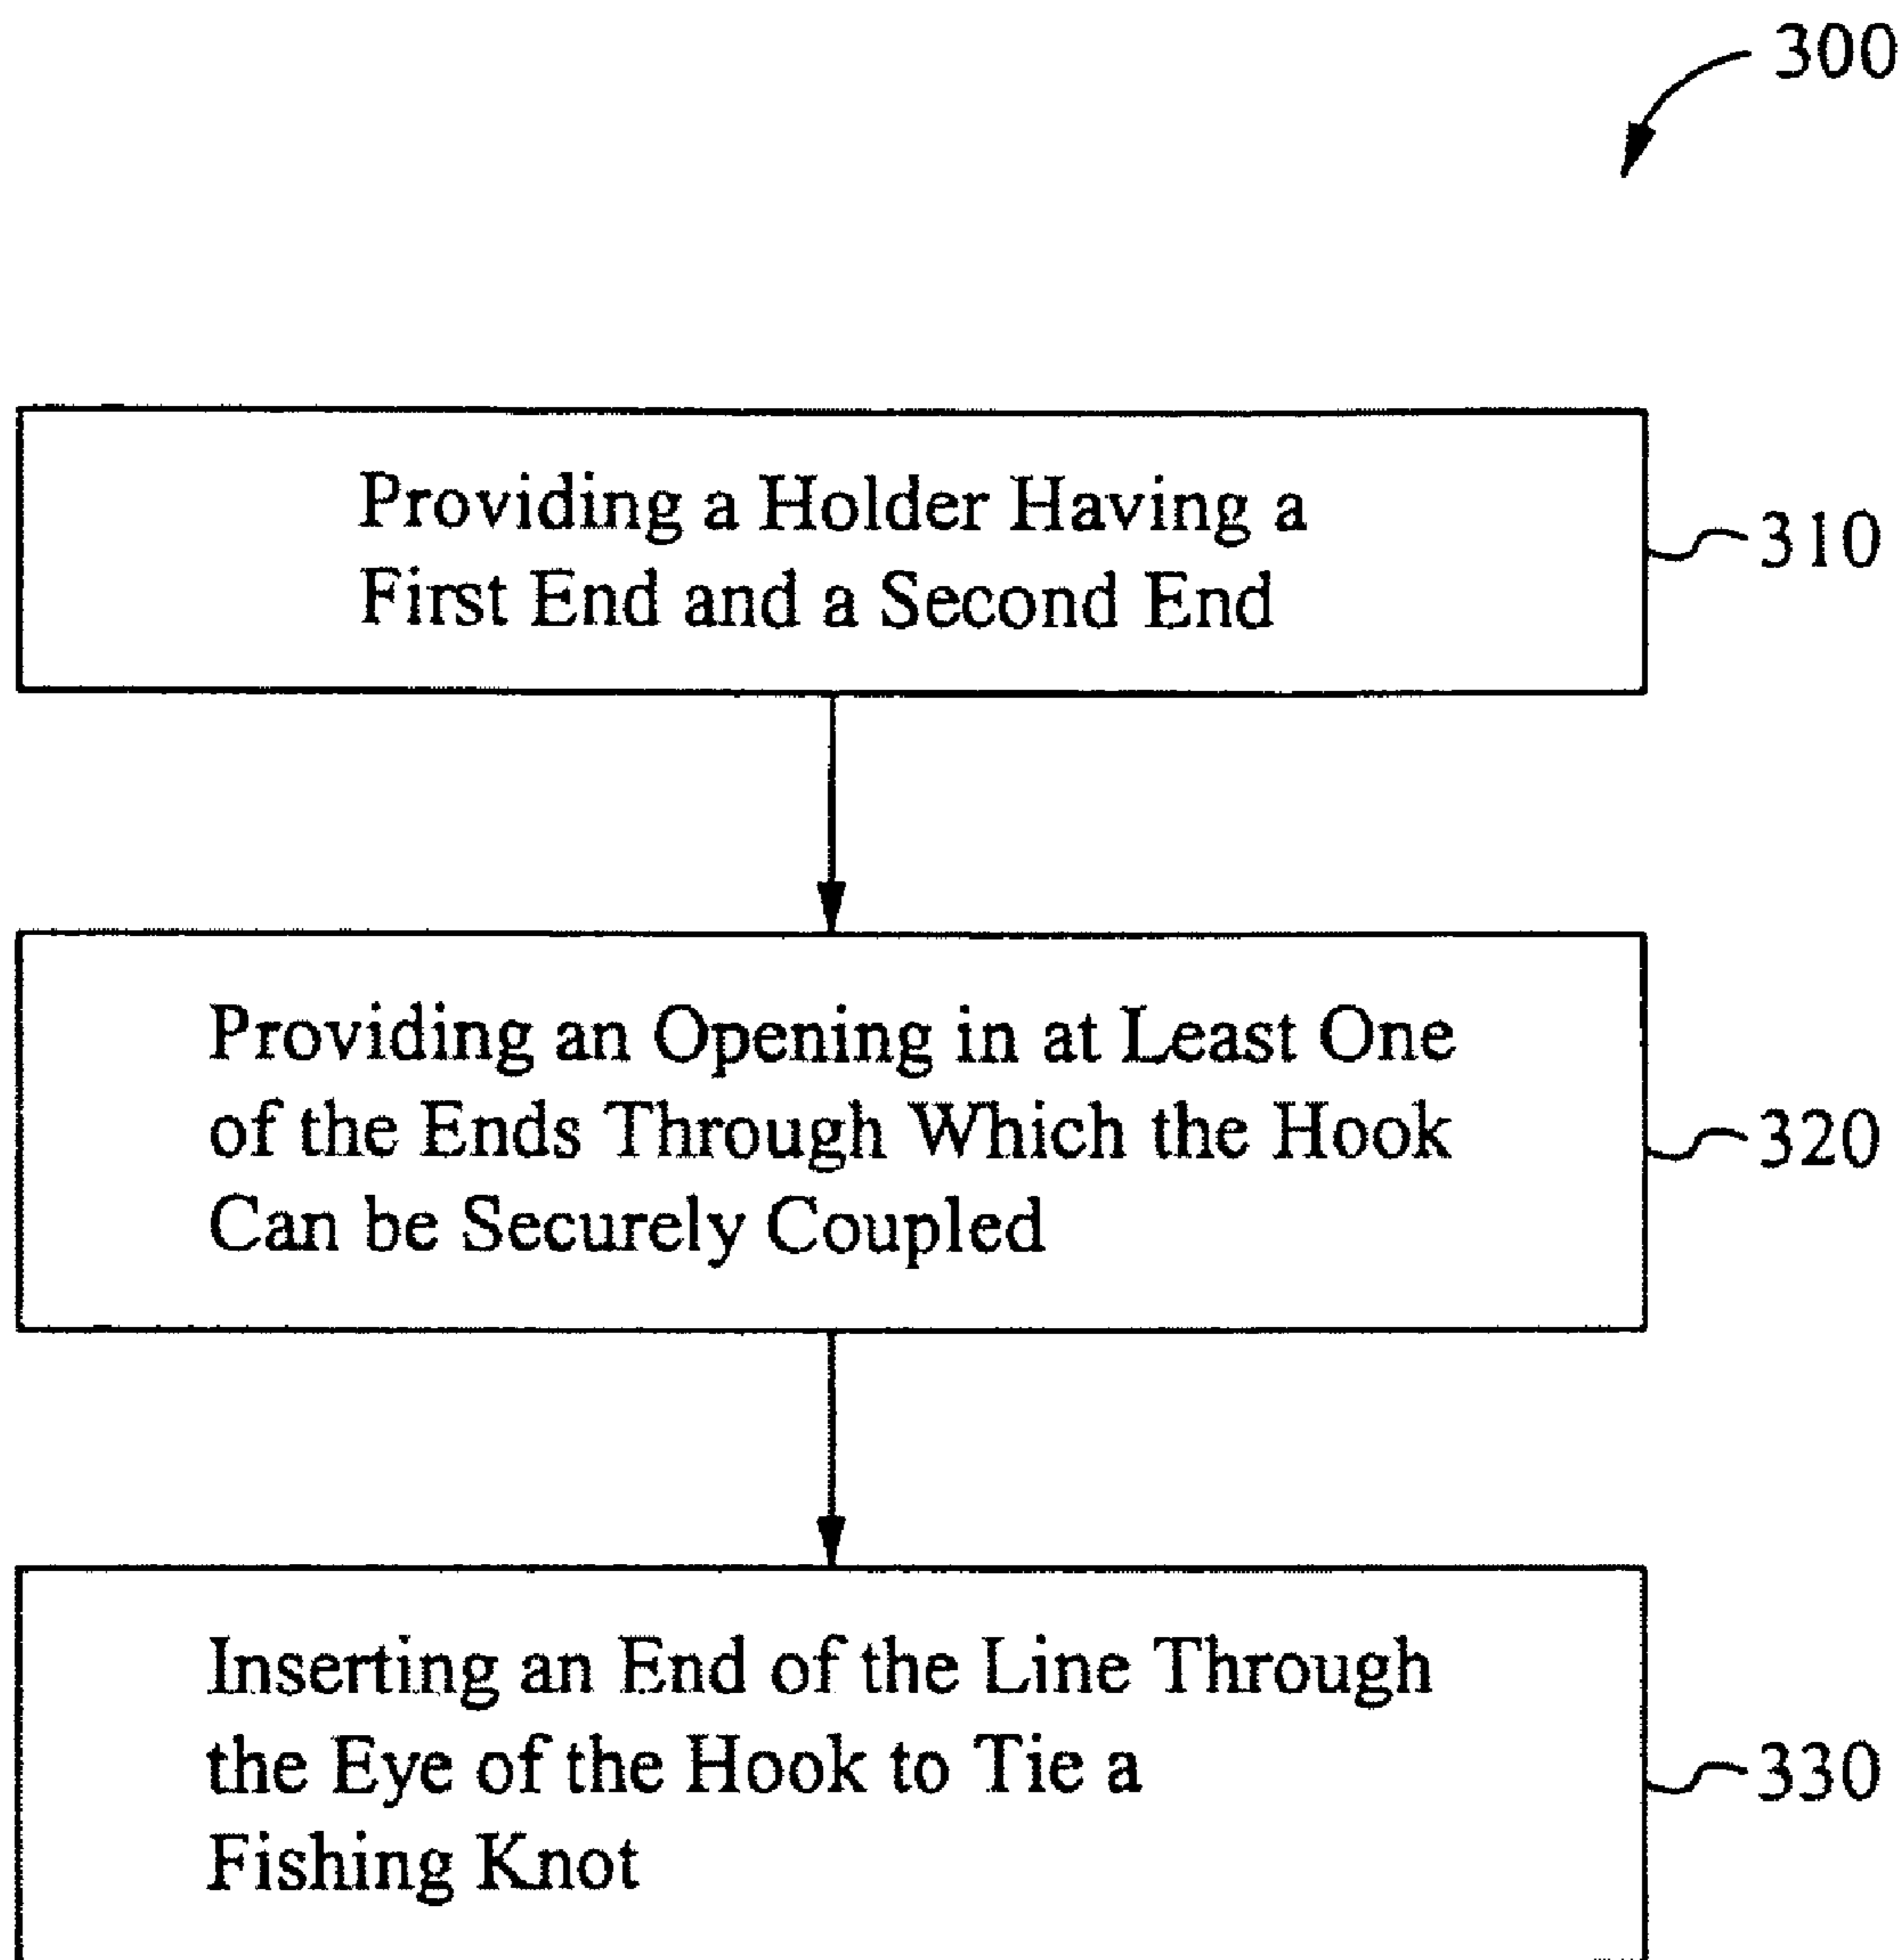 300
Providing a Holder Having a
First End and a Second End
310
Providing an Opening in at Least One
of the Ends Through Which the Hook
Can be Securely Coupled
320
Inserting an End of the Line Through
the Eye of the Hook to Tie a
Fishing Knot
330